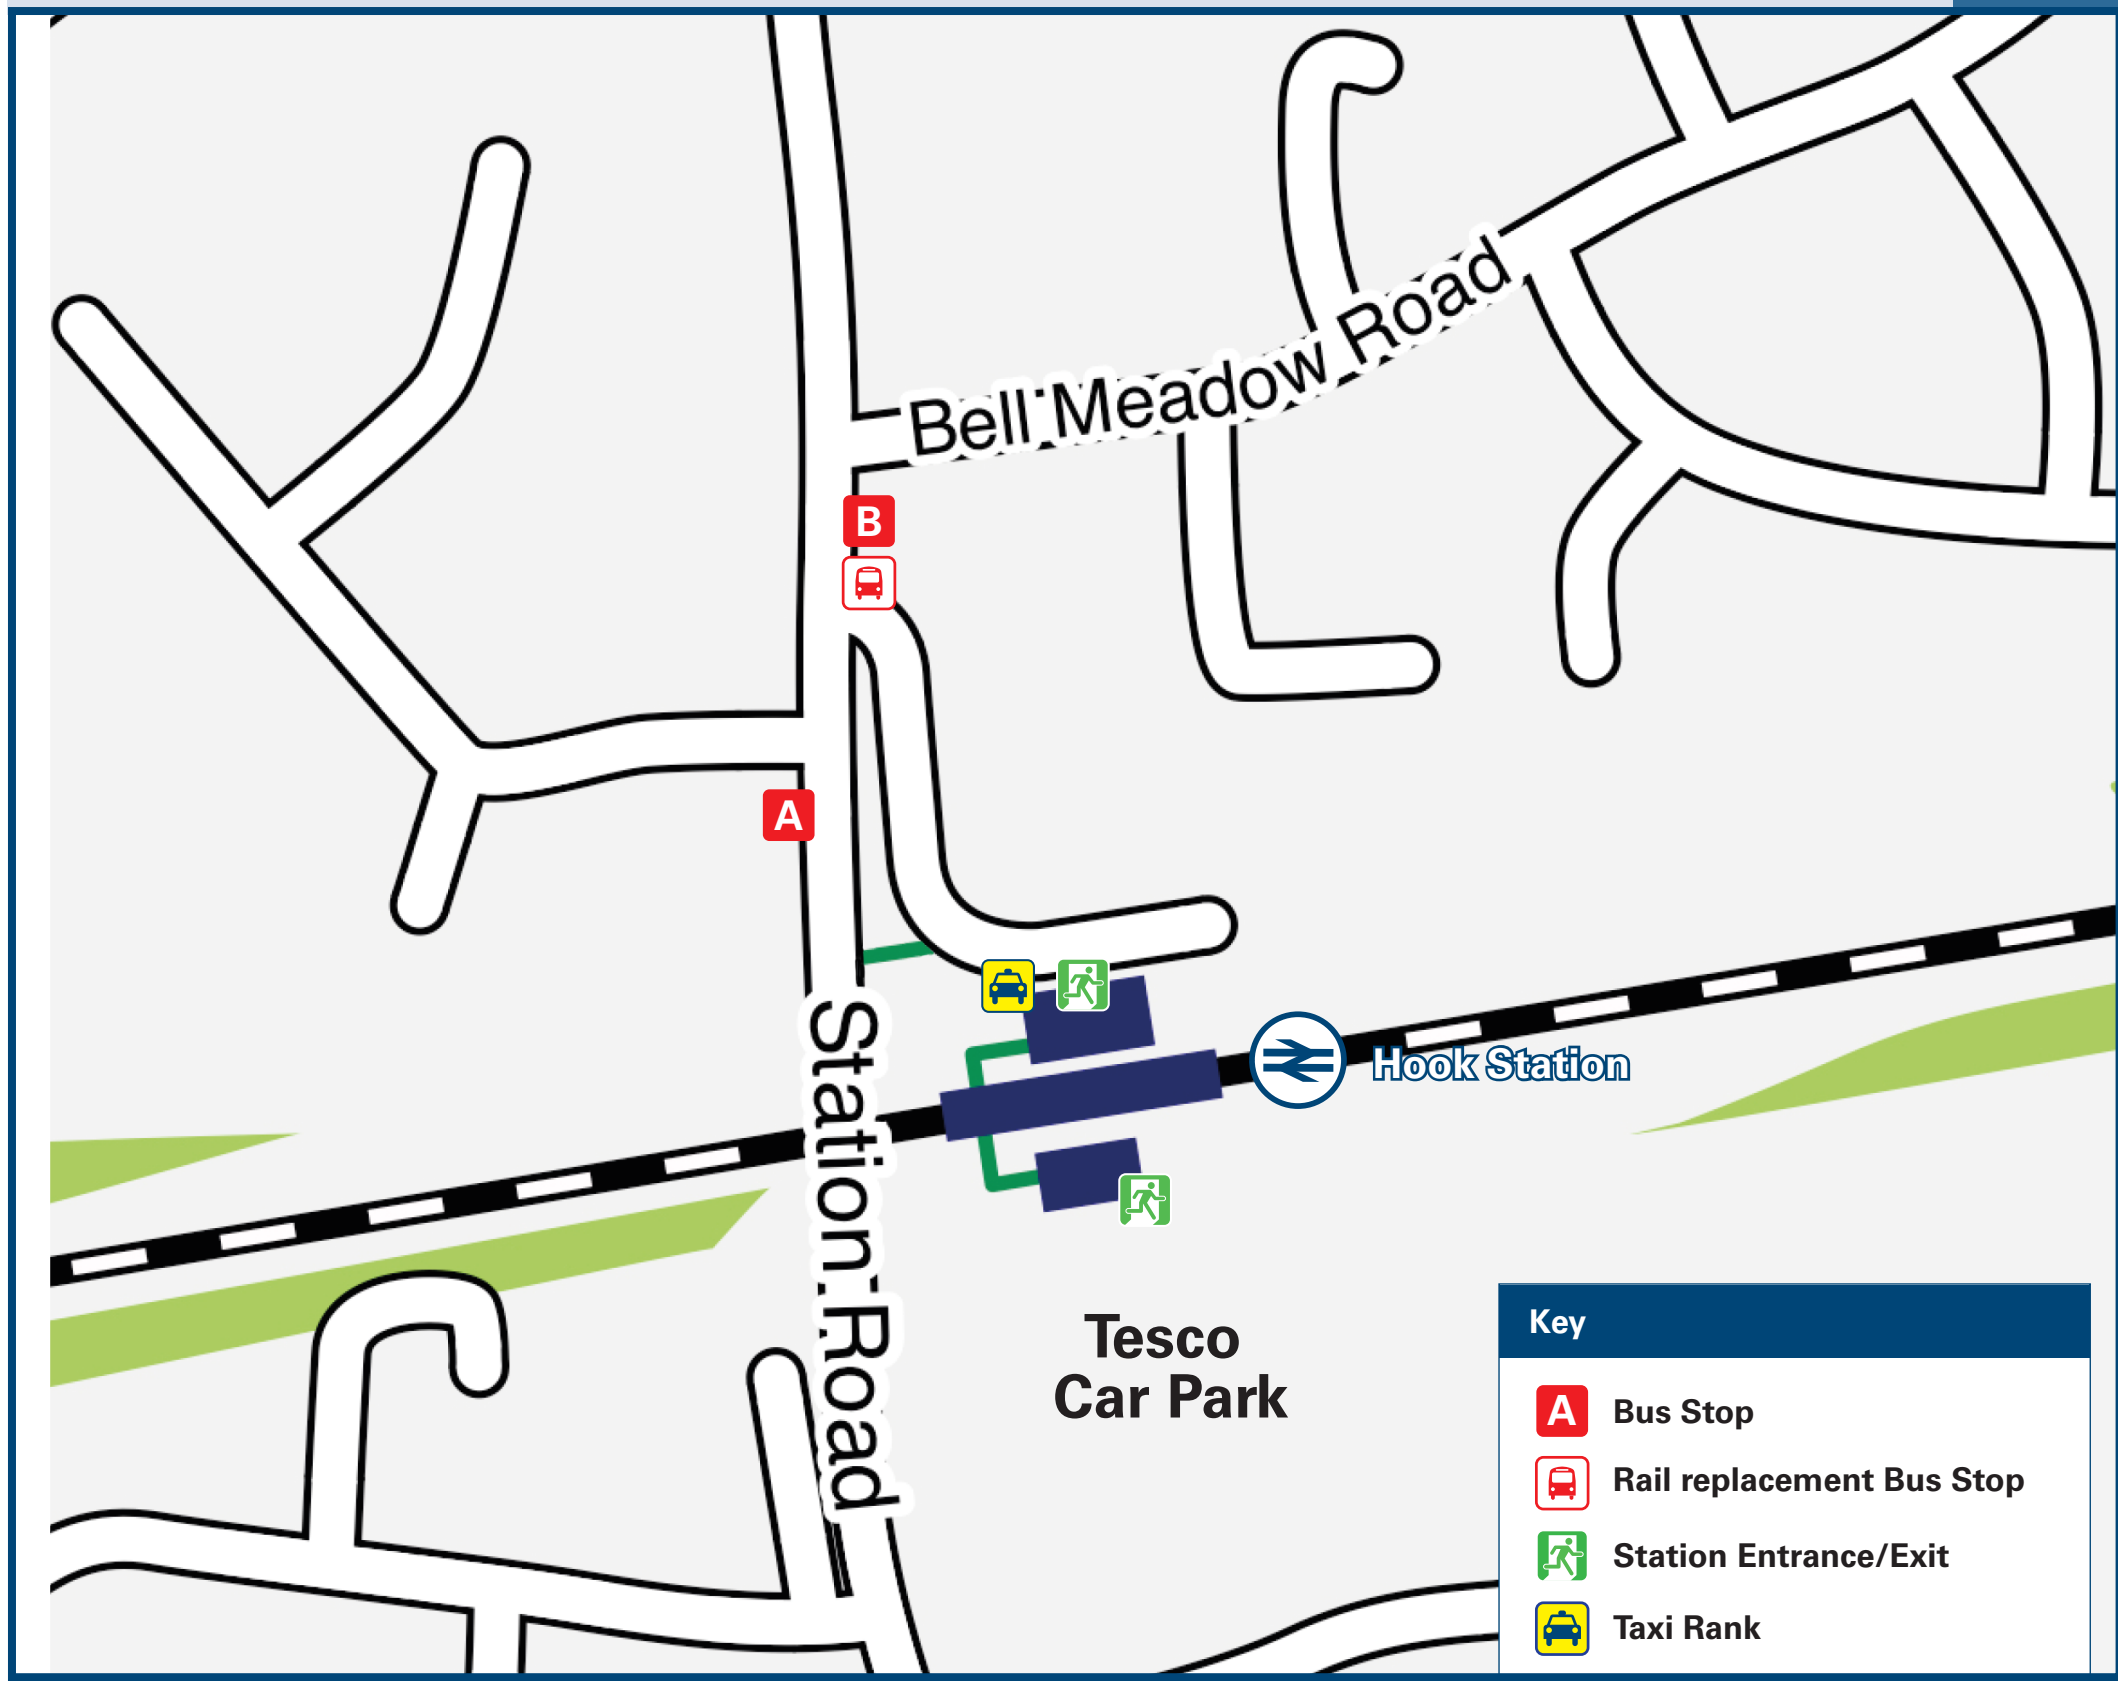 Bell Meadow Road
B
A
Station Road
Hook Station
Tesco
Car Park
Key
A Bus Stop
Rail replacement Bus Stop
Station Entrance/Exit
Taxi Rank